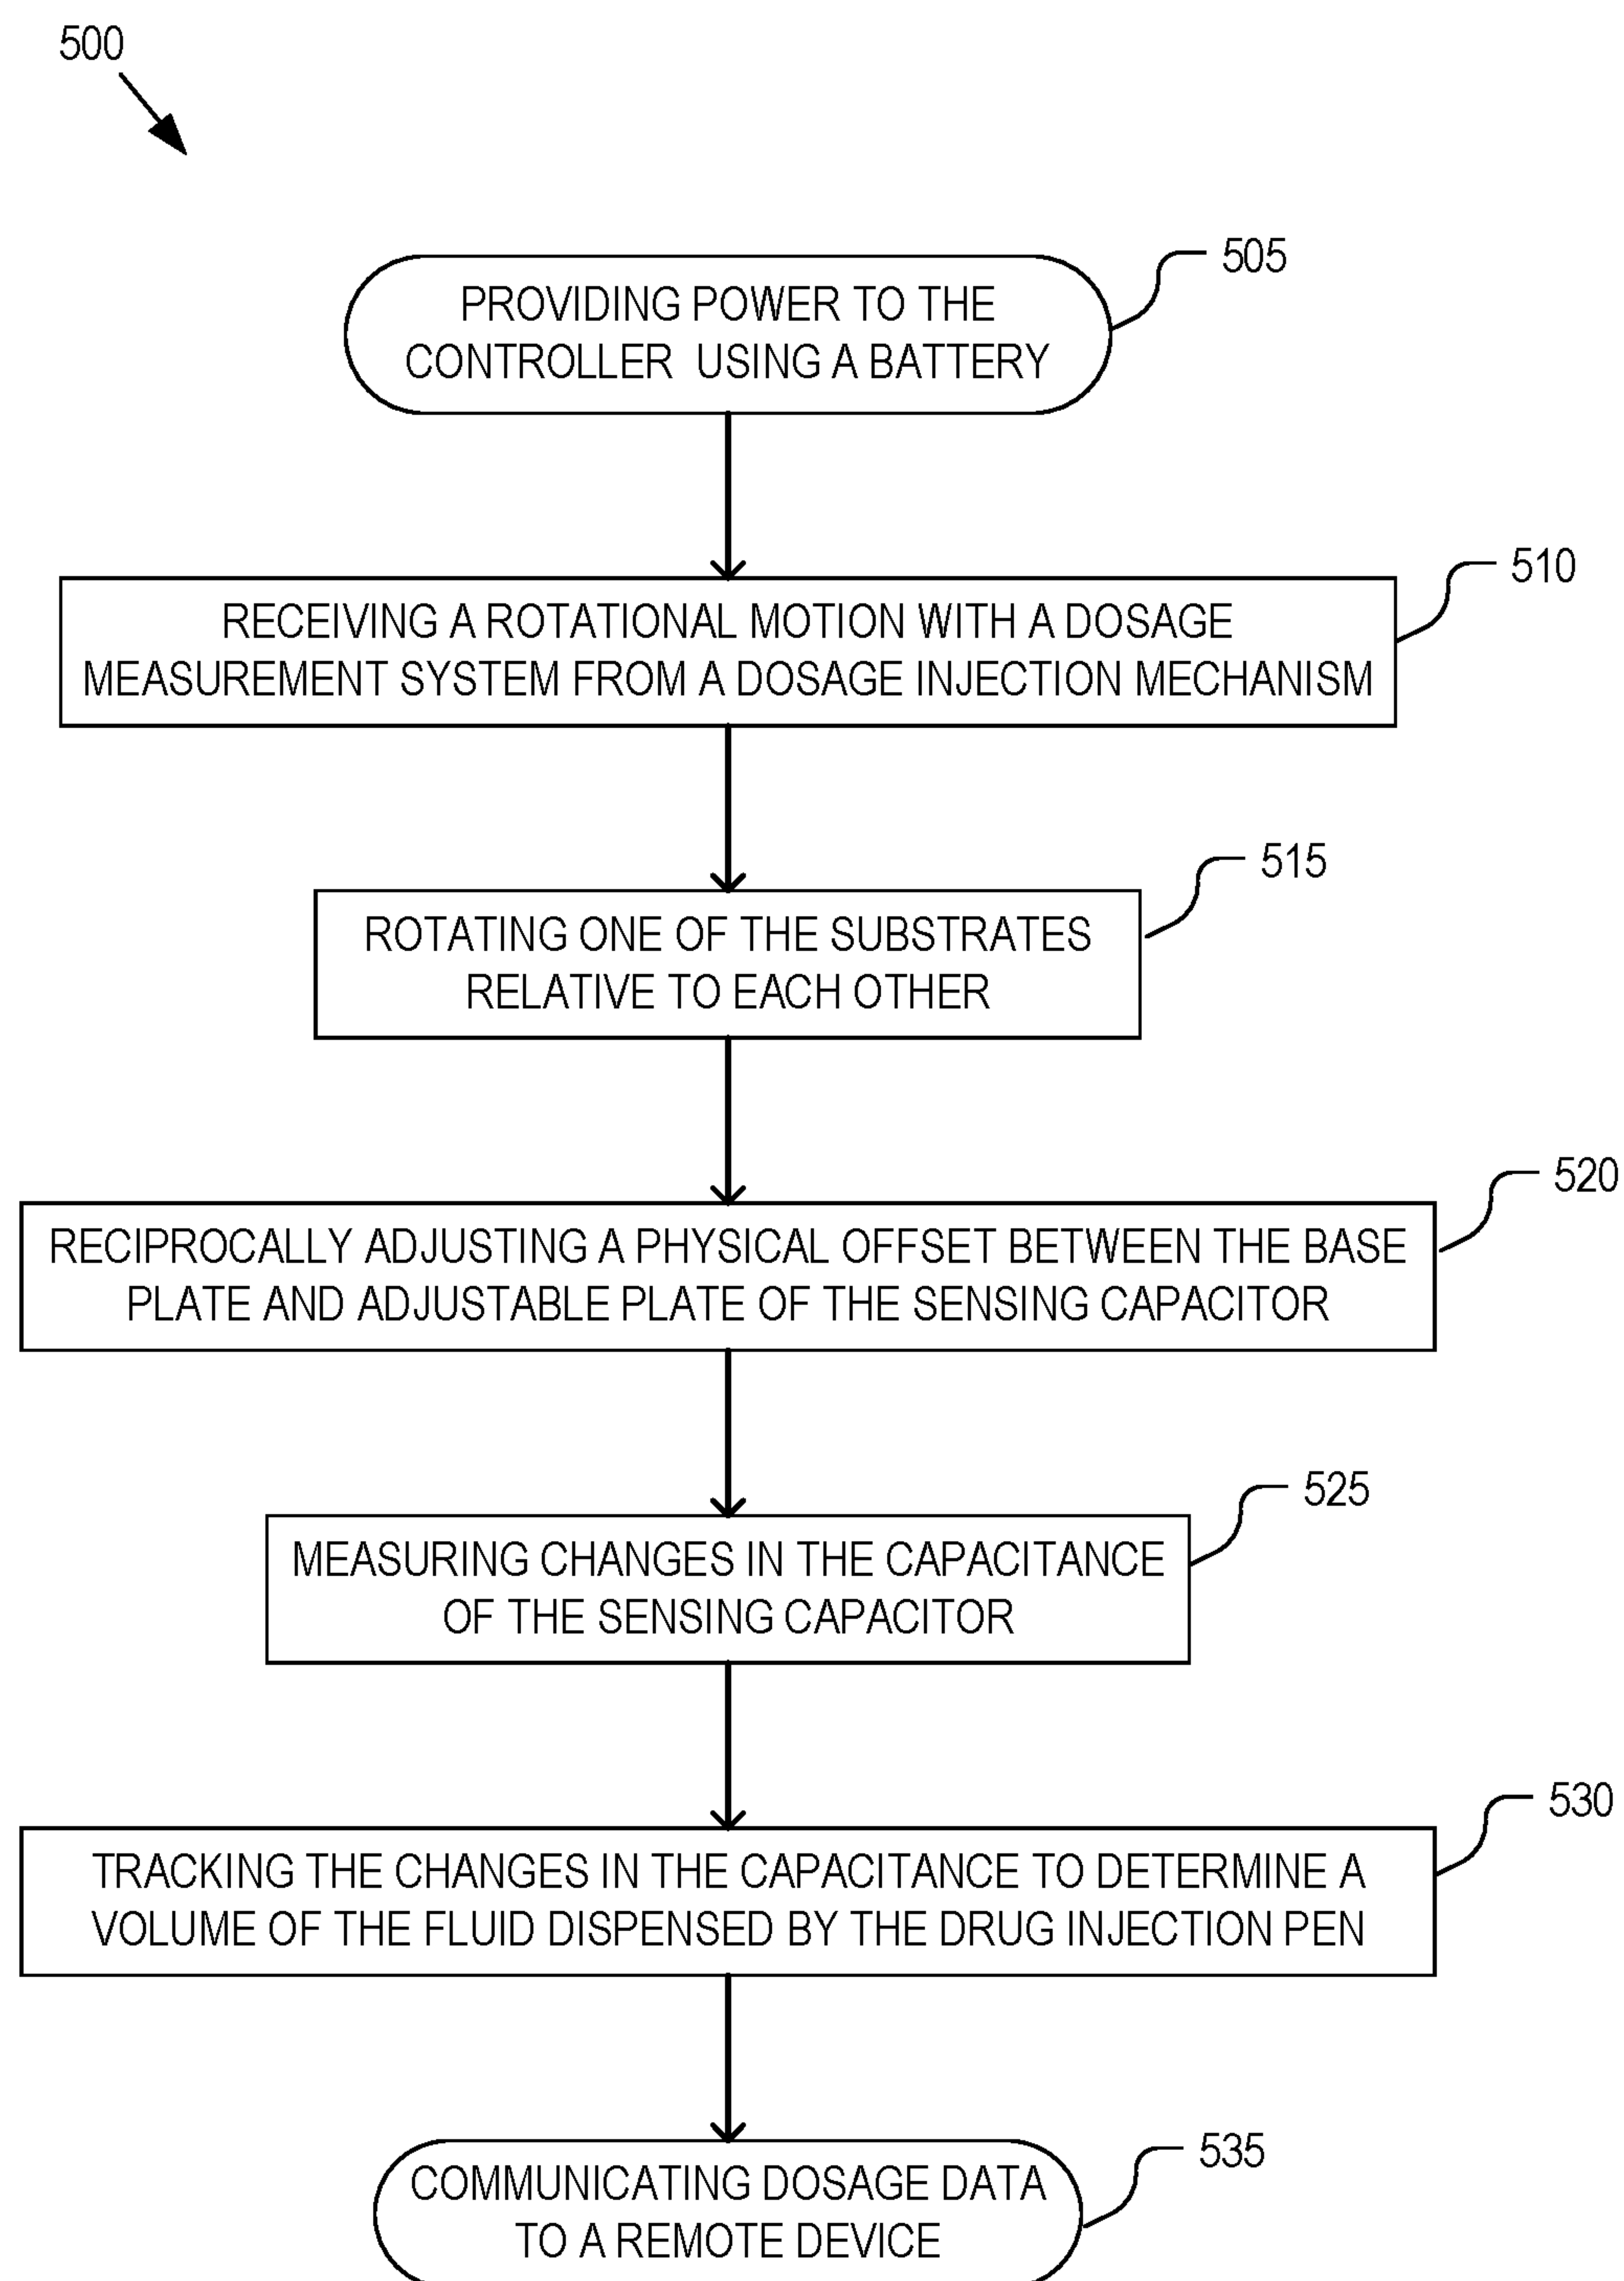 500
505
PROVIDING POWER TO THE
CONTROLLER USING A BATTERY
510
RECEIVING A ROTATIONAL MOTION WITH A DOSAGE
MEASUREMENT SYSTEM FROM A DOSAGE INJECTION MECHANISM
515
ROTATING ONE OF THE SUBSTRATES
RELATIVE TO EACH OTHER
520
RECIPROCALLY ADJUSTING A PHYSICAL OFFSET BETWEEN THE BASE
PLATE AND ADJUSTABLE PLATE OF THE SENSING CAPACITOR
525
MEASURING CHANGES IN THE CAPACITANCE
OF THE SENSING CAPACITOR
530
TRACKING THE CHANGES IN THE CAPACITANCE TO DETERMINE A
VOLUME OF THE FLUID DISPENSED BY THE DRUG INJECTION PEN
535
COMMUNICATING DOSAGE DATA
TO A REMOTE DEVICE